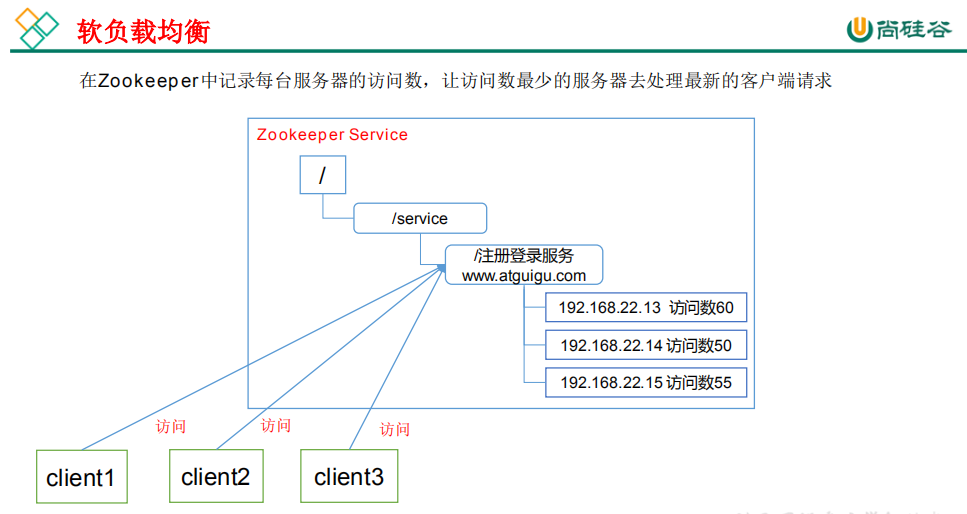 软负载均衡
尚硅谷
在Zookeeper中记录每台服务器的访问数，让访问数最少的服务器去处理最新的客户端请求
Zookeeper Service
/
/service
/注册登录服务
www.atguigu.com
192.168.22.13 访问数60
192.168.22.14 访问数50
192.168.22.15 访问数55
访问
访问
访问
client1
client2
client3